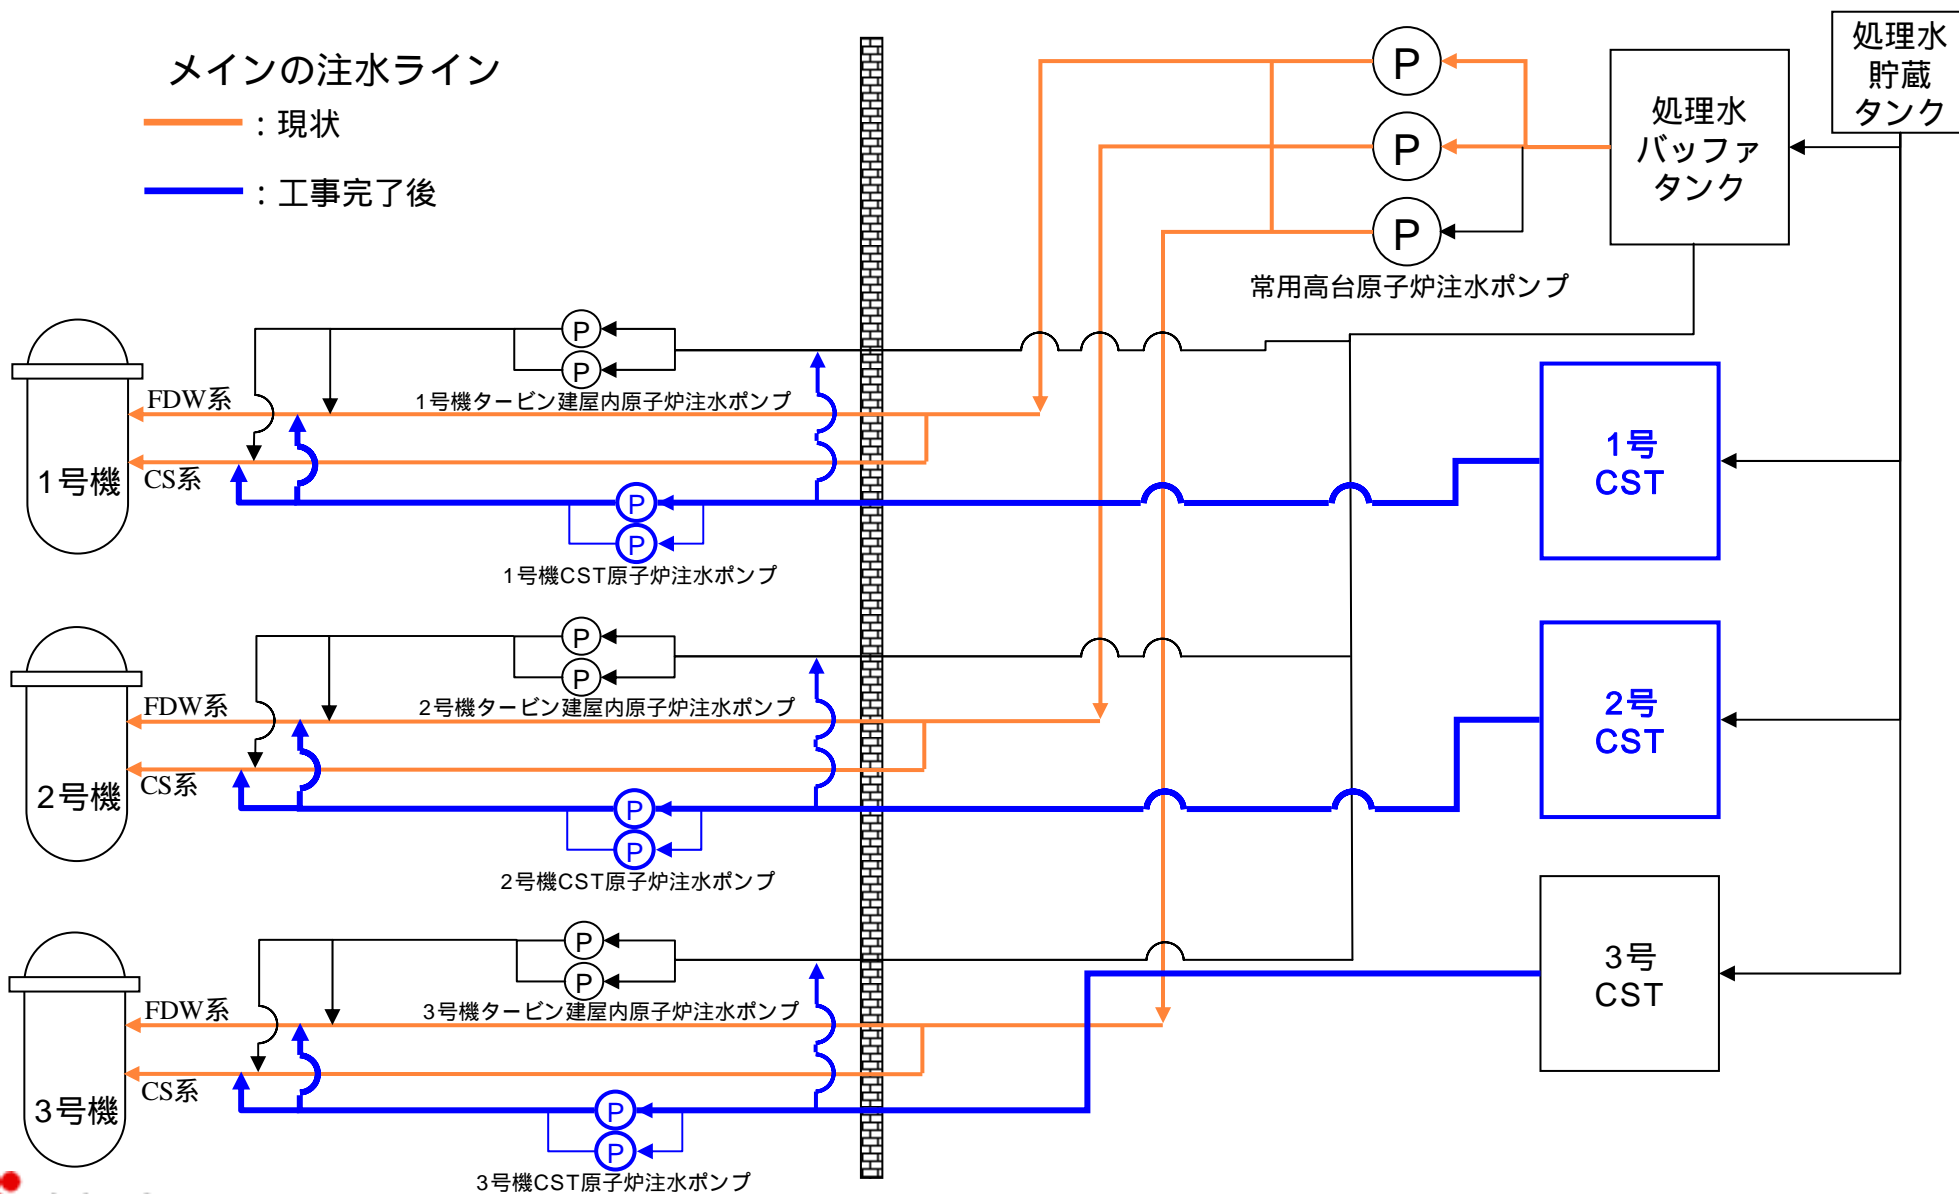 メインの注水ライン
：現状
：工事完了後
処理水
貯蔵
タンク
処理水
バッファ
タンク
P
P
P
常用高台原子炉注水ポンプ
P
P
1号機タービン建屋内原子炉注水ポンプ
FDW系
CS系
1号機
P
P
1号機CST原子炉注水ポンプ
1号
CST
P
P
2号機タービン建屋内原子炉注水ポンプ
FDW系
CS系
2号機
P
P
2号機CST原子炉注水ポンプ
2号
CST
P
P
3号機タービン建屋内原子炉注水ポンプ
FDW系
CS系
3号機
P
P
3号機CST原子炉注水ポンプ
3号
CST